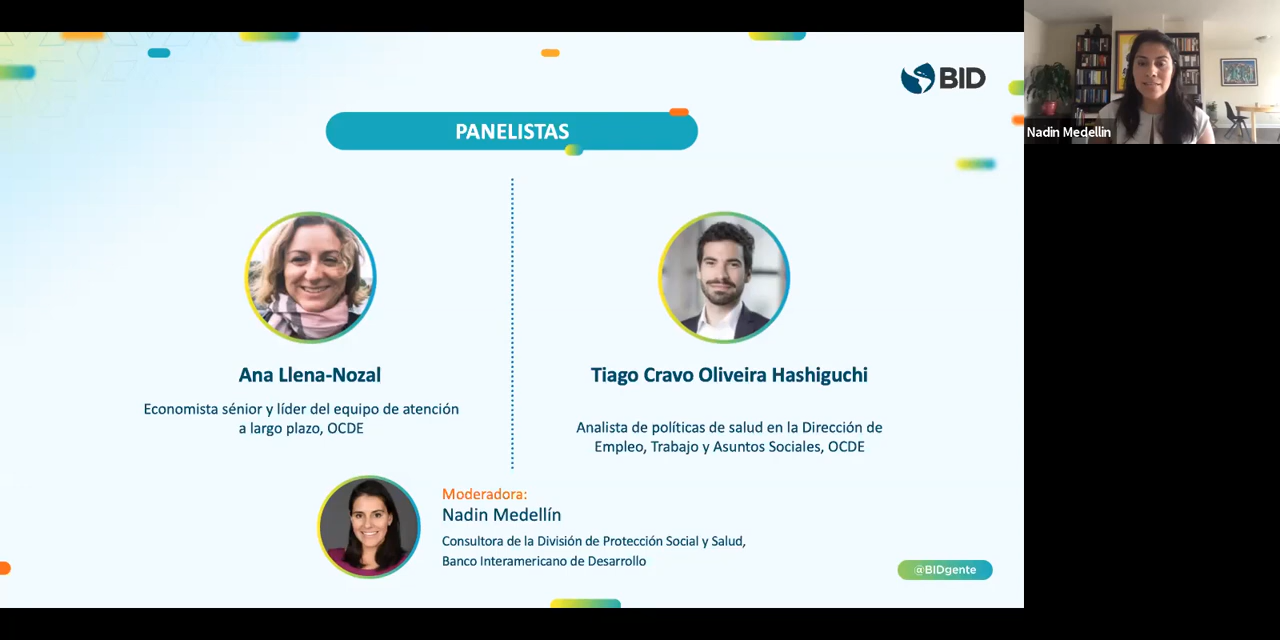 BID
PANELISTAS
Nadin Medellin
Ana Llena-Nozal
Economista sénior y líder del equipo de atención
a largo plazo, OCDE
Tiago Cravo Oliveira Hashiguchi
Analista de políticas de salud en la Dirección de
Empleo, Trabajo y Asuntos Sociales, OCDE
Moderadora:
Nadin Medellín
Consultora de la División de Protección Social y Salud,
Banco Interamericano de Desarrollo
@BIDgente